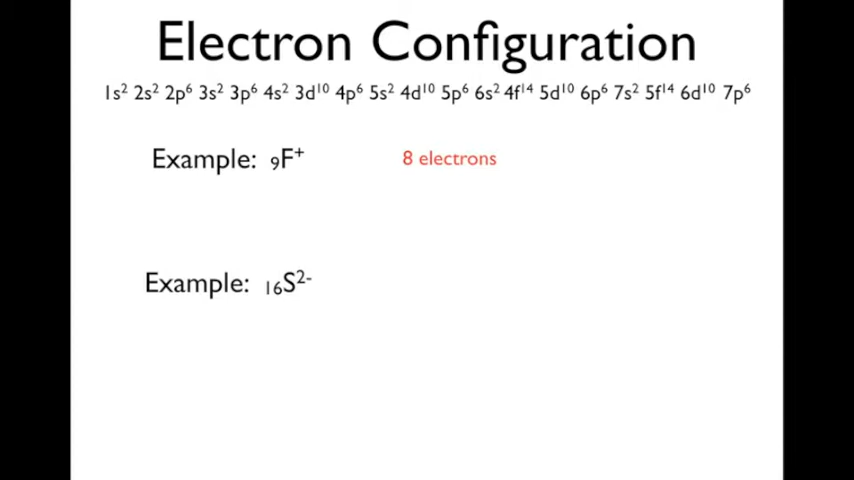 Electron Configuration
1s² 2s² 2p⁶ 3s² 3p⁶ 4s² 3d¹⁰ 4p⁶ 5s² 4d¹⁰ 5p⁶ 6s² 4f¹⁴ 5d¹⁰ 6p⁶ 7s² 5f¹⁴ 6d¹⁰ 7p⁶
Example: ₉F⁺ 8 electrons
Example: ₁₆S²⁻